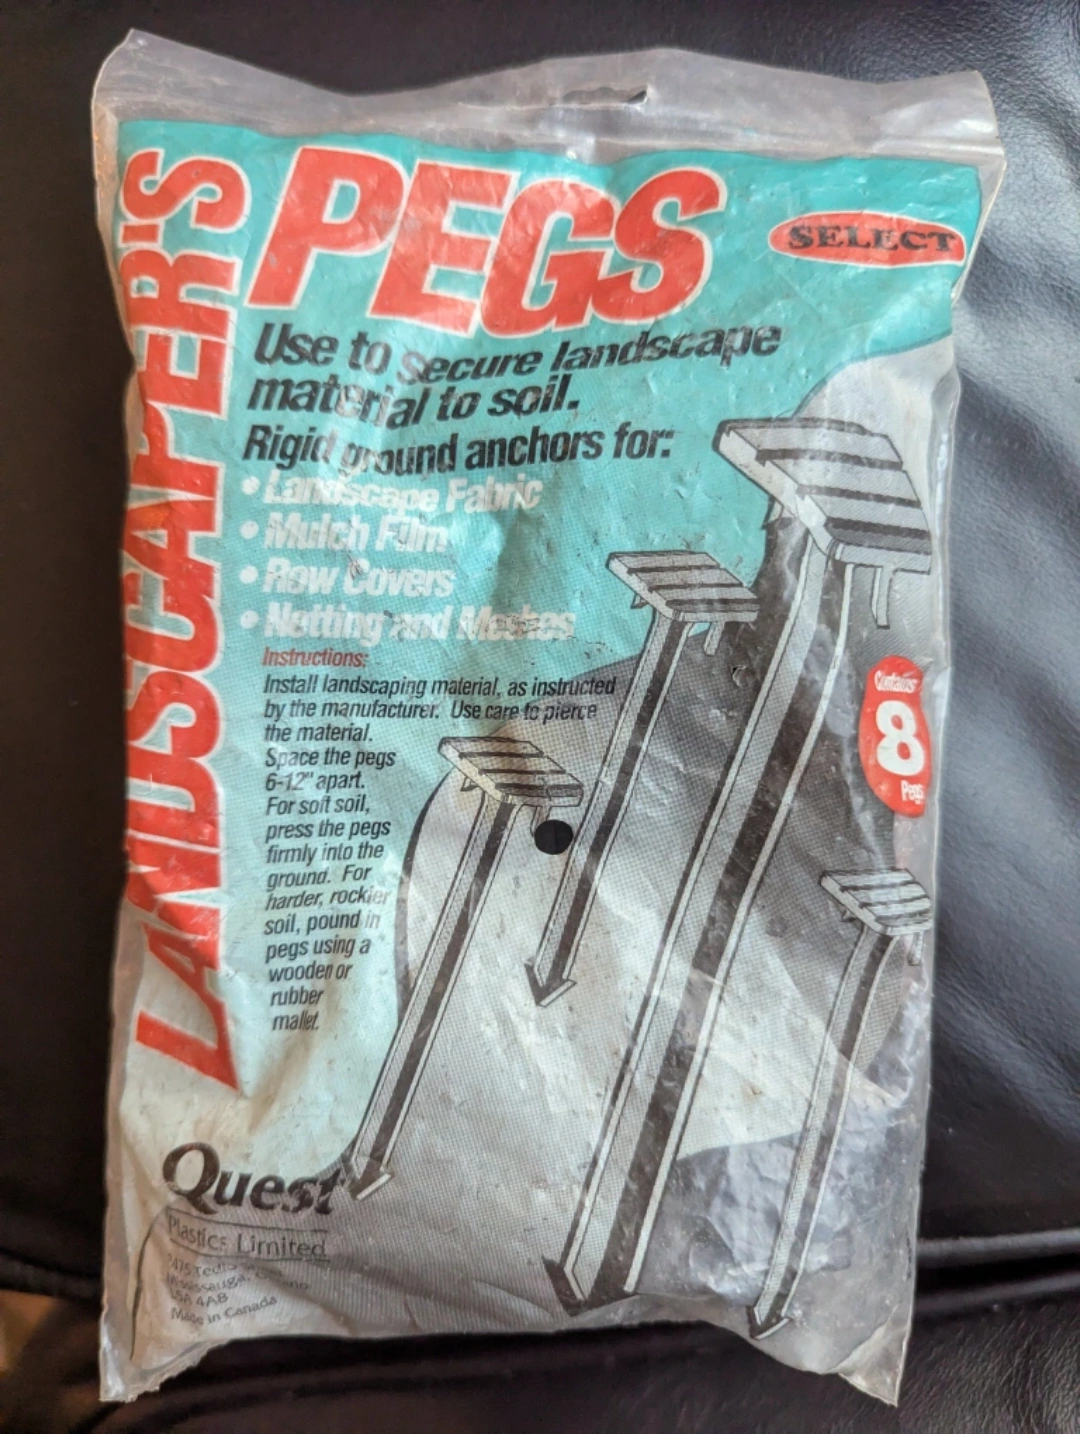 LANDSCAPER'S
PEGS
SELECT
Use to secure landscape
material to soil.
Rigid ground anchors for:
• Landscape Fabric
• Mulch Film
• Row Covers
• Netting and Meshes
Instructions:
Install landscaping material, as instructed
by the manufacturer. Use care to pierce
the material.
Space the pegs
6-12" apart.
For soft soil,
press the pegs
firmly into the
ground. For
harder, rockier
soil, pound in
pegs using a
wooden or
rubber
mallet.
Contains
8
Pegs
Quest
Plastics Limited
Mississauga,
L5A 4A8
Made in Canada